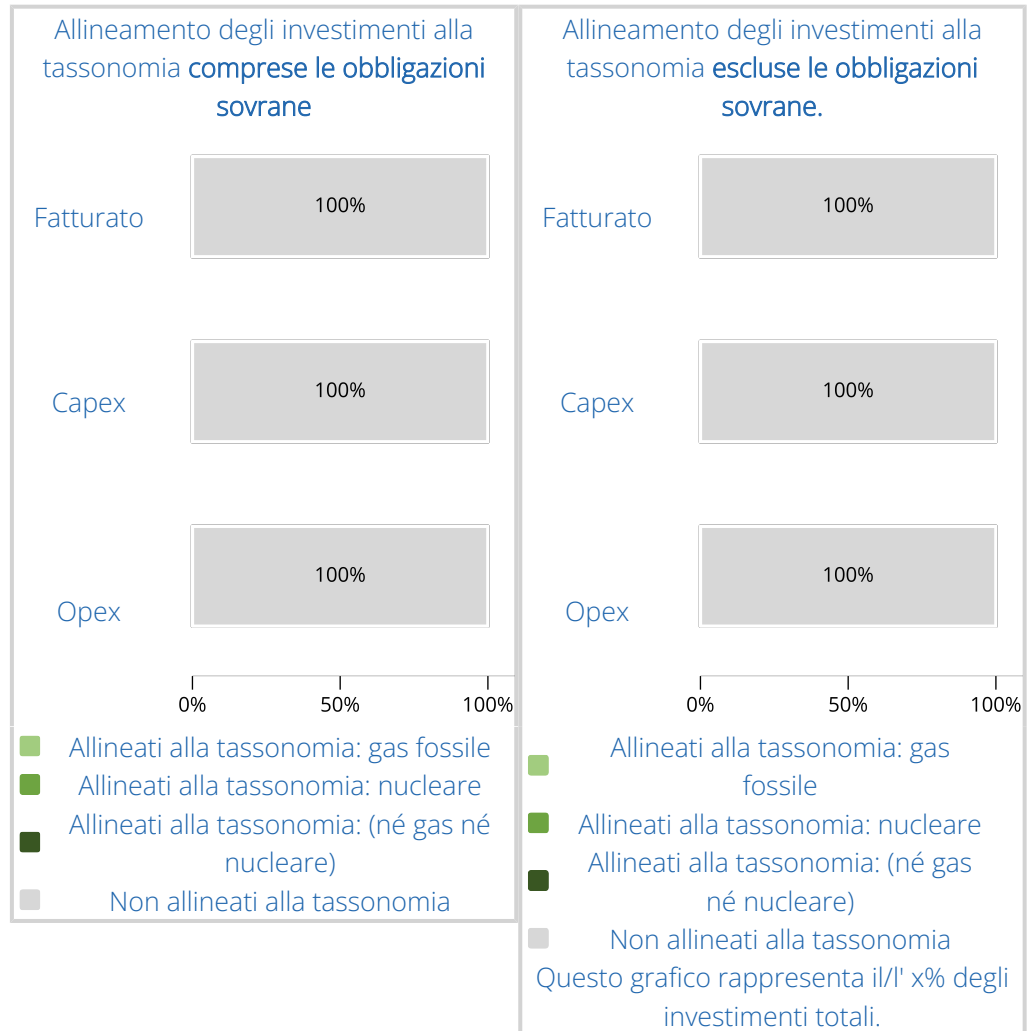 Allineamento degli investimenti alla
tassonomia comprese le obbligazioni
sovrane
Fatturato
100%
Capex
100%
Opex
100%
0% 50% 100%
Allineati alla tassonomia: gas fossile
Allineati alla tassonomia: nucleare
Allineati alla tassonomia: (né gas né
nucleare)
Non allineati alla tassonomia
Allineamento degli investimenti alla
tassonomia escluse le obbligazioni
sovrane.
Fatturato
100%
Capex
100%
Opex
100%
0% 50% 100%
Allineati alla tassonomia: gas
fossile
Allineati alla tassonomia: nucleare
Allineati alla tassonomia: (né gas
né nucleare)
Non allineati alla tassonomia
Questo grafico rappresenta il/l' x% degli
investimenti totali.